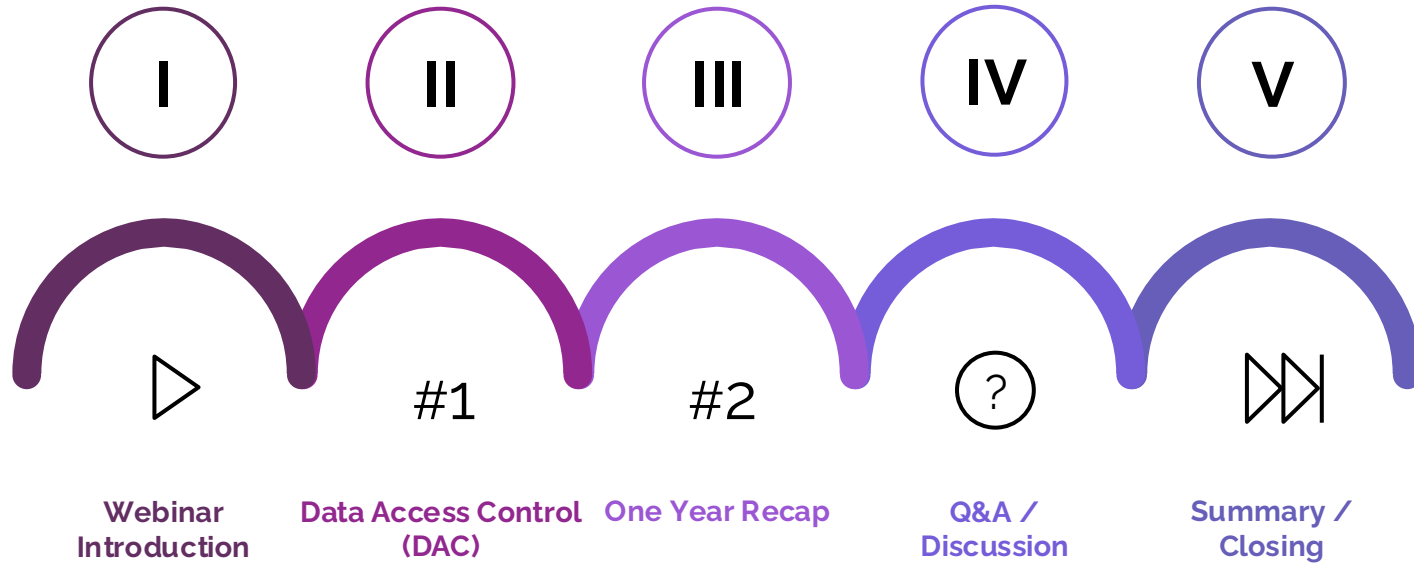 I
II
III
IV
V
#1
#2
?
Webinar
Introduction
Data Access Control
(DAC)
One Year Recap
Q&A /
Discussion
Summary /
Closing